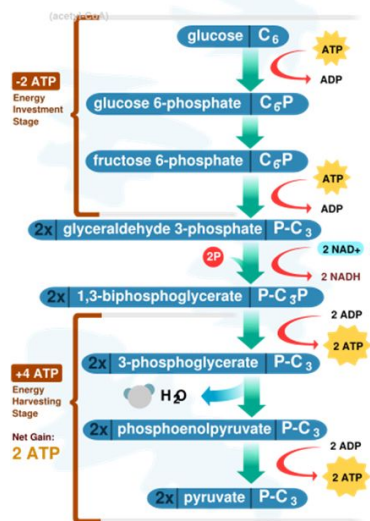 (acetyl-CoA)
glucose C6
ATP
ADP
-2 ATP
Energy
Investment
Stage
glucose 6-phosphate C6P
fructose 6-phosphate C6P
ATP
ADP
2x glyceraldehyde 3-phosphate P-C3
2P
2 NAD+
2 NADH
2x 1,3-biphosphoglycerate P-C3P
2 ADP
2 ATP
+4 ATP
Energy
Harvesting
Stage
Net Gain:
2 ATP
2x 3-phosphoglycerate P-C3
H2O
2x phosphoenolpyruvate P-C3
2 ADP
2 ATP
2x pyruvate P-C3